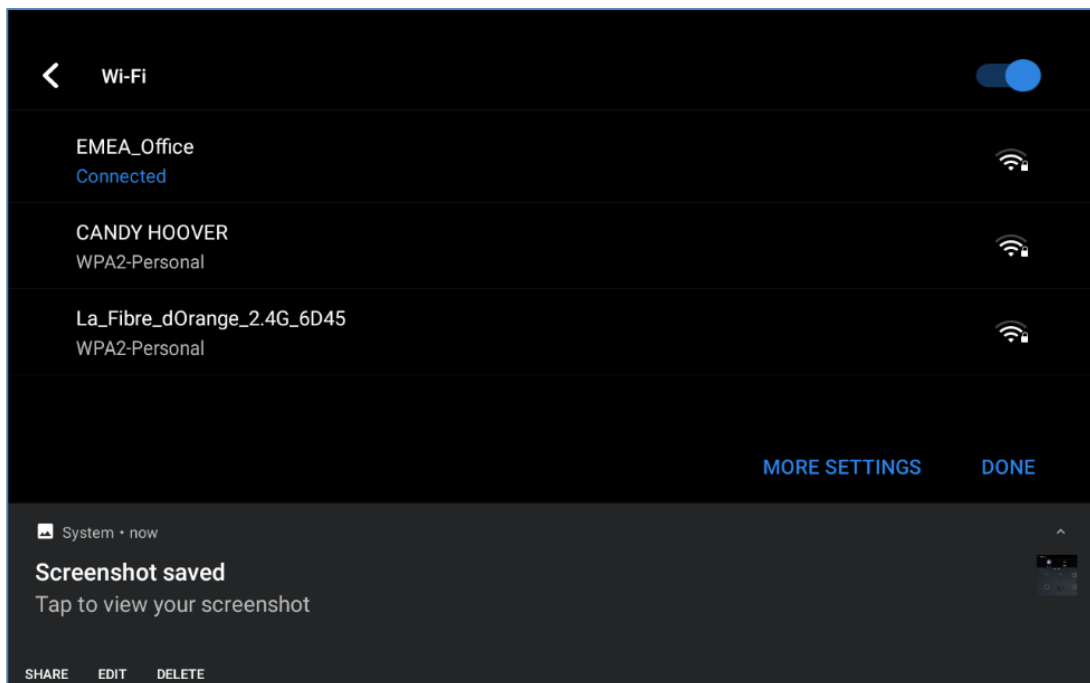 Wi-Fi
EMEA_Office
Connected
CANDY HOOVER
WPA2-Personal
La_Fibre_dOrange_2.4G_6D45
WPA2-Personal
MORE SETTINGS DONE
System • now
Screenshot saved
Tap to view your screenshot
SHARE EDIT DELETE